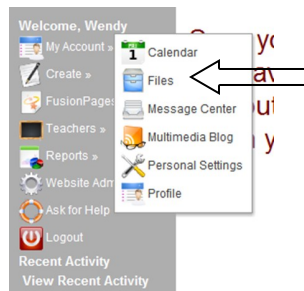 Welcome, Wendy
My Account »
Create »
FusionPage
Teachers »
Reports »
Website Adm
Ask for Help
Logout
Recent Activity
View Recent Activity
1 Calendar
Files
Message Center
Multimedia Blog
Personal Settings
Profile